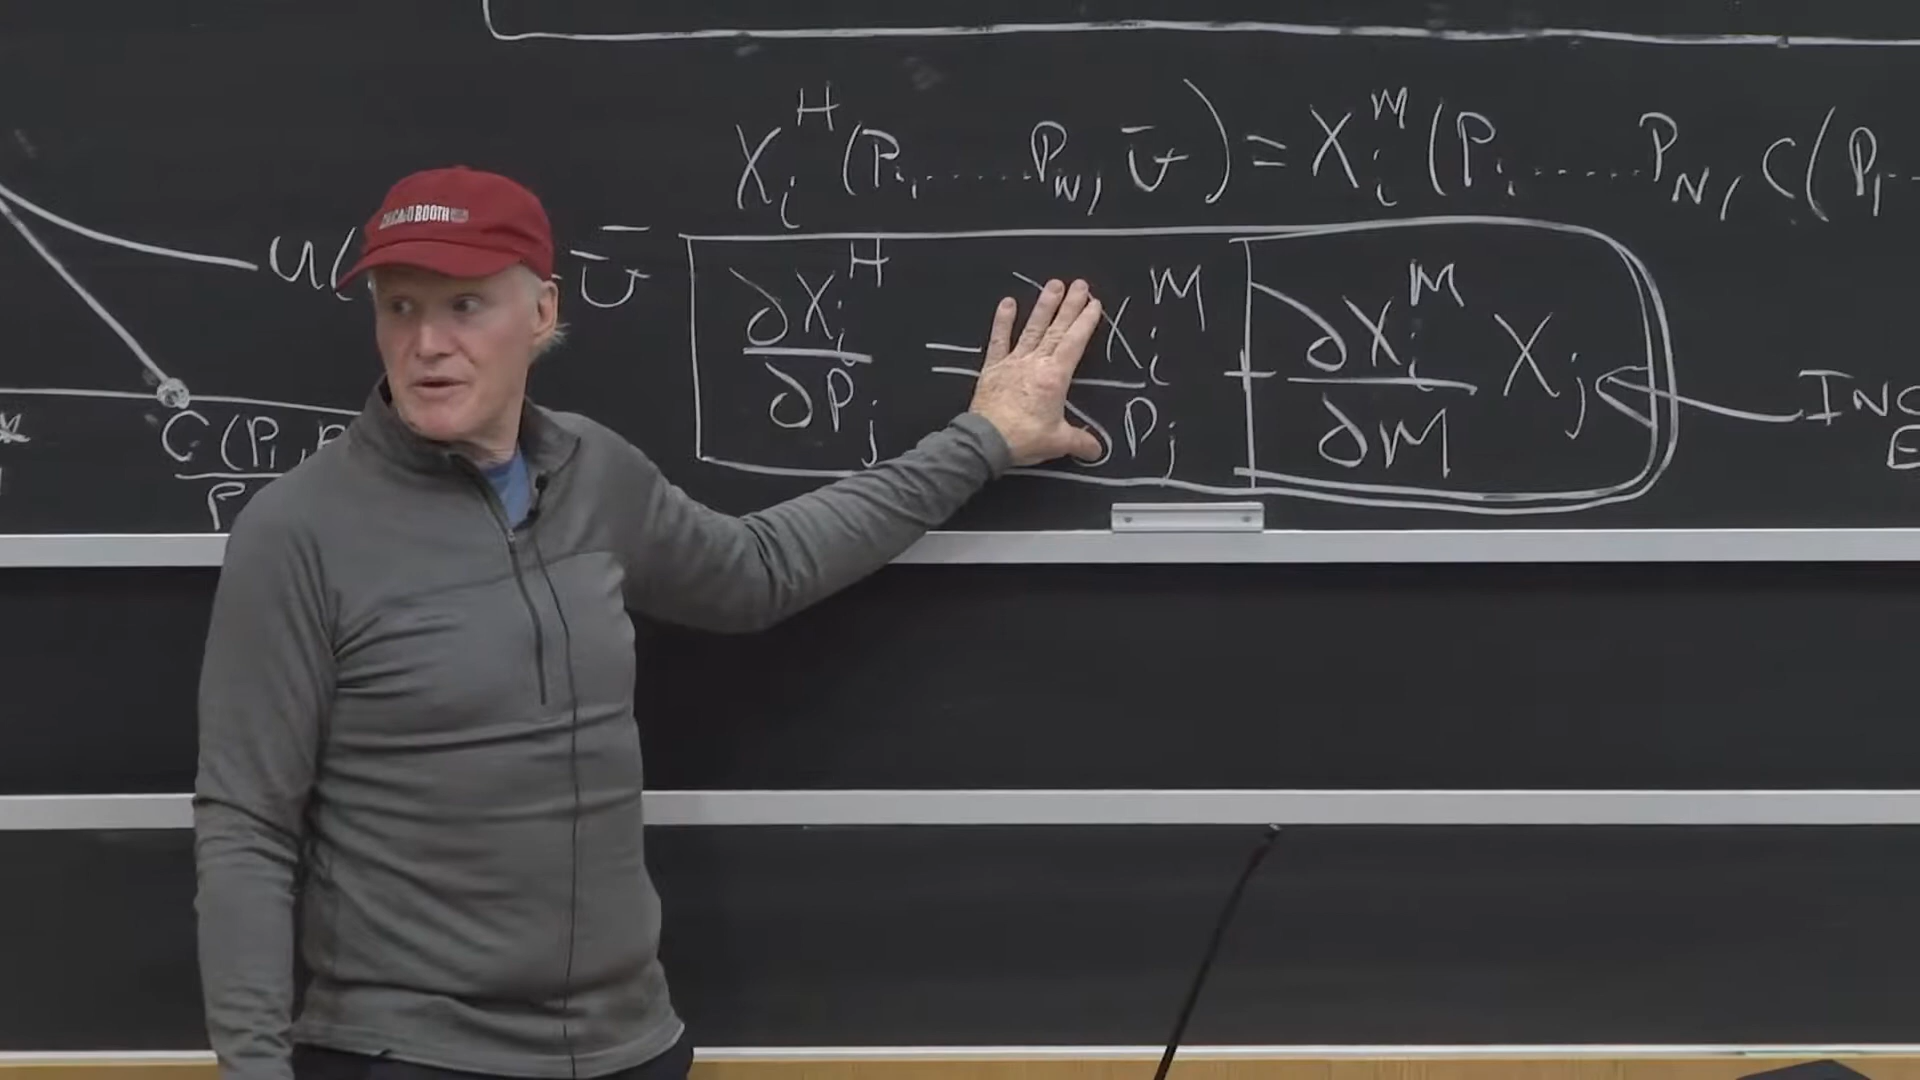 X_i^H (P_1, ..... P_N, Ū) = X_i^M (P_1, ..... P_N, C(P_1, ..
CHICAGO BOOTH
U( = Ū
∂X_i^H / ∂P_j = ∂X_i^M / ∂P_j + ∂X_i^M / ∂M X_j
INC
E
C(P_1, P
P